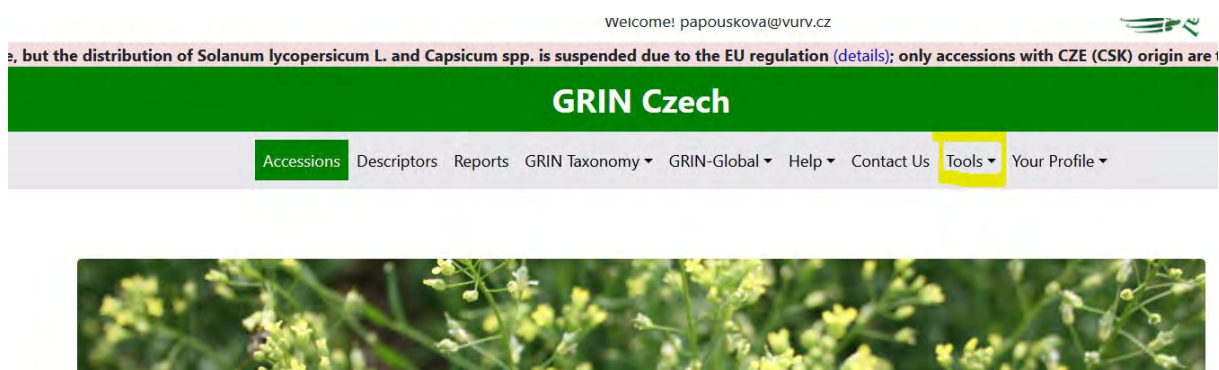 Welcome! papouskova@vurv.cz
, but the distribution of Solanum lycopersicum L. and Capsicum spp. is suspended due to the EU regulation (details); only accessions with CZE (CSK) origin are
GRIN Czech
Accessions Descriptors Reports GRIN Taxonomy GRIN-Global Help Contact Us Tools Your Profile